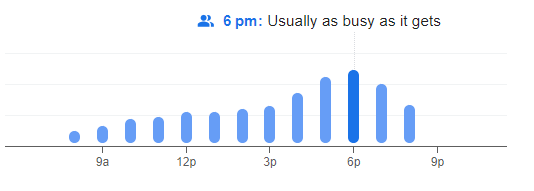 6 pm: Usually as busy as it gets
9a 12p 3p 6p 9p